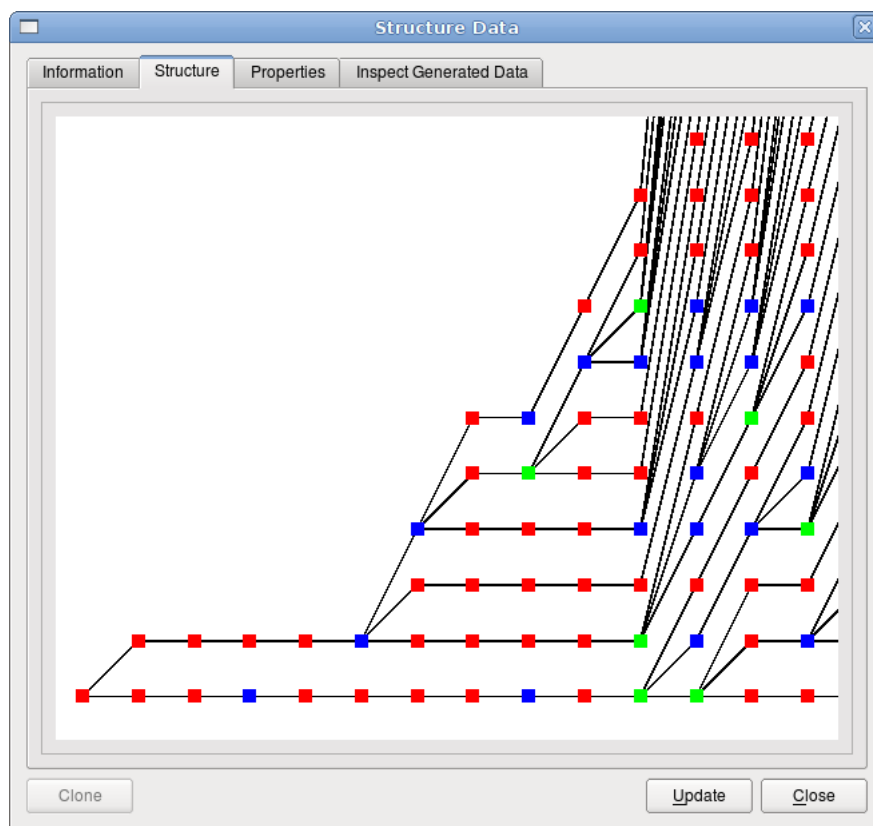 Structure Data
Information Structure Properties Inspect Generated Data
Clone Update Close